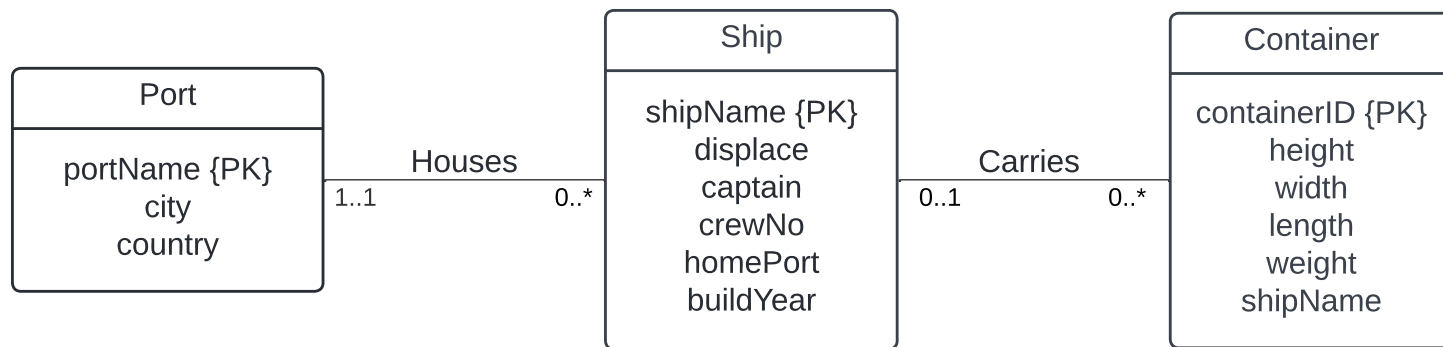 Port
portName {PK}
city
country
Houses
1..1
0..*
Ship
shipName {PK}
displace
captain
crewNo
homePort
buildYear
Carries
0..1
0..*
Container
containerID {PK}
height
width
length
weight
shipName